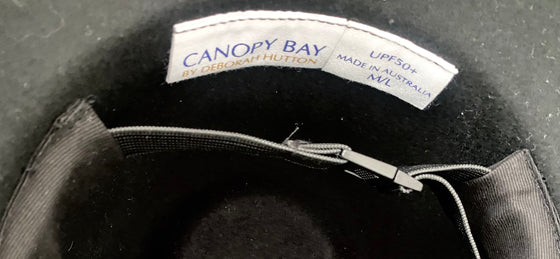 CANOPY BAY
BY DEBORAH HUTTON
UPF50+
MADE IN AUSTRALIA
M/L